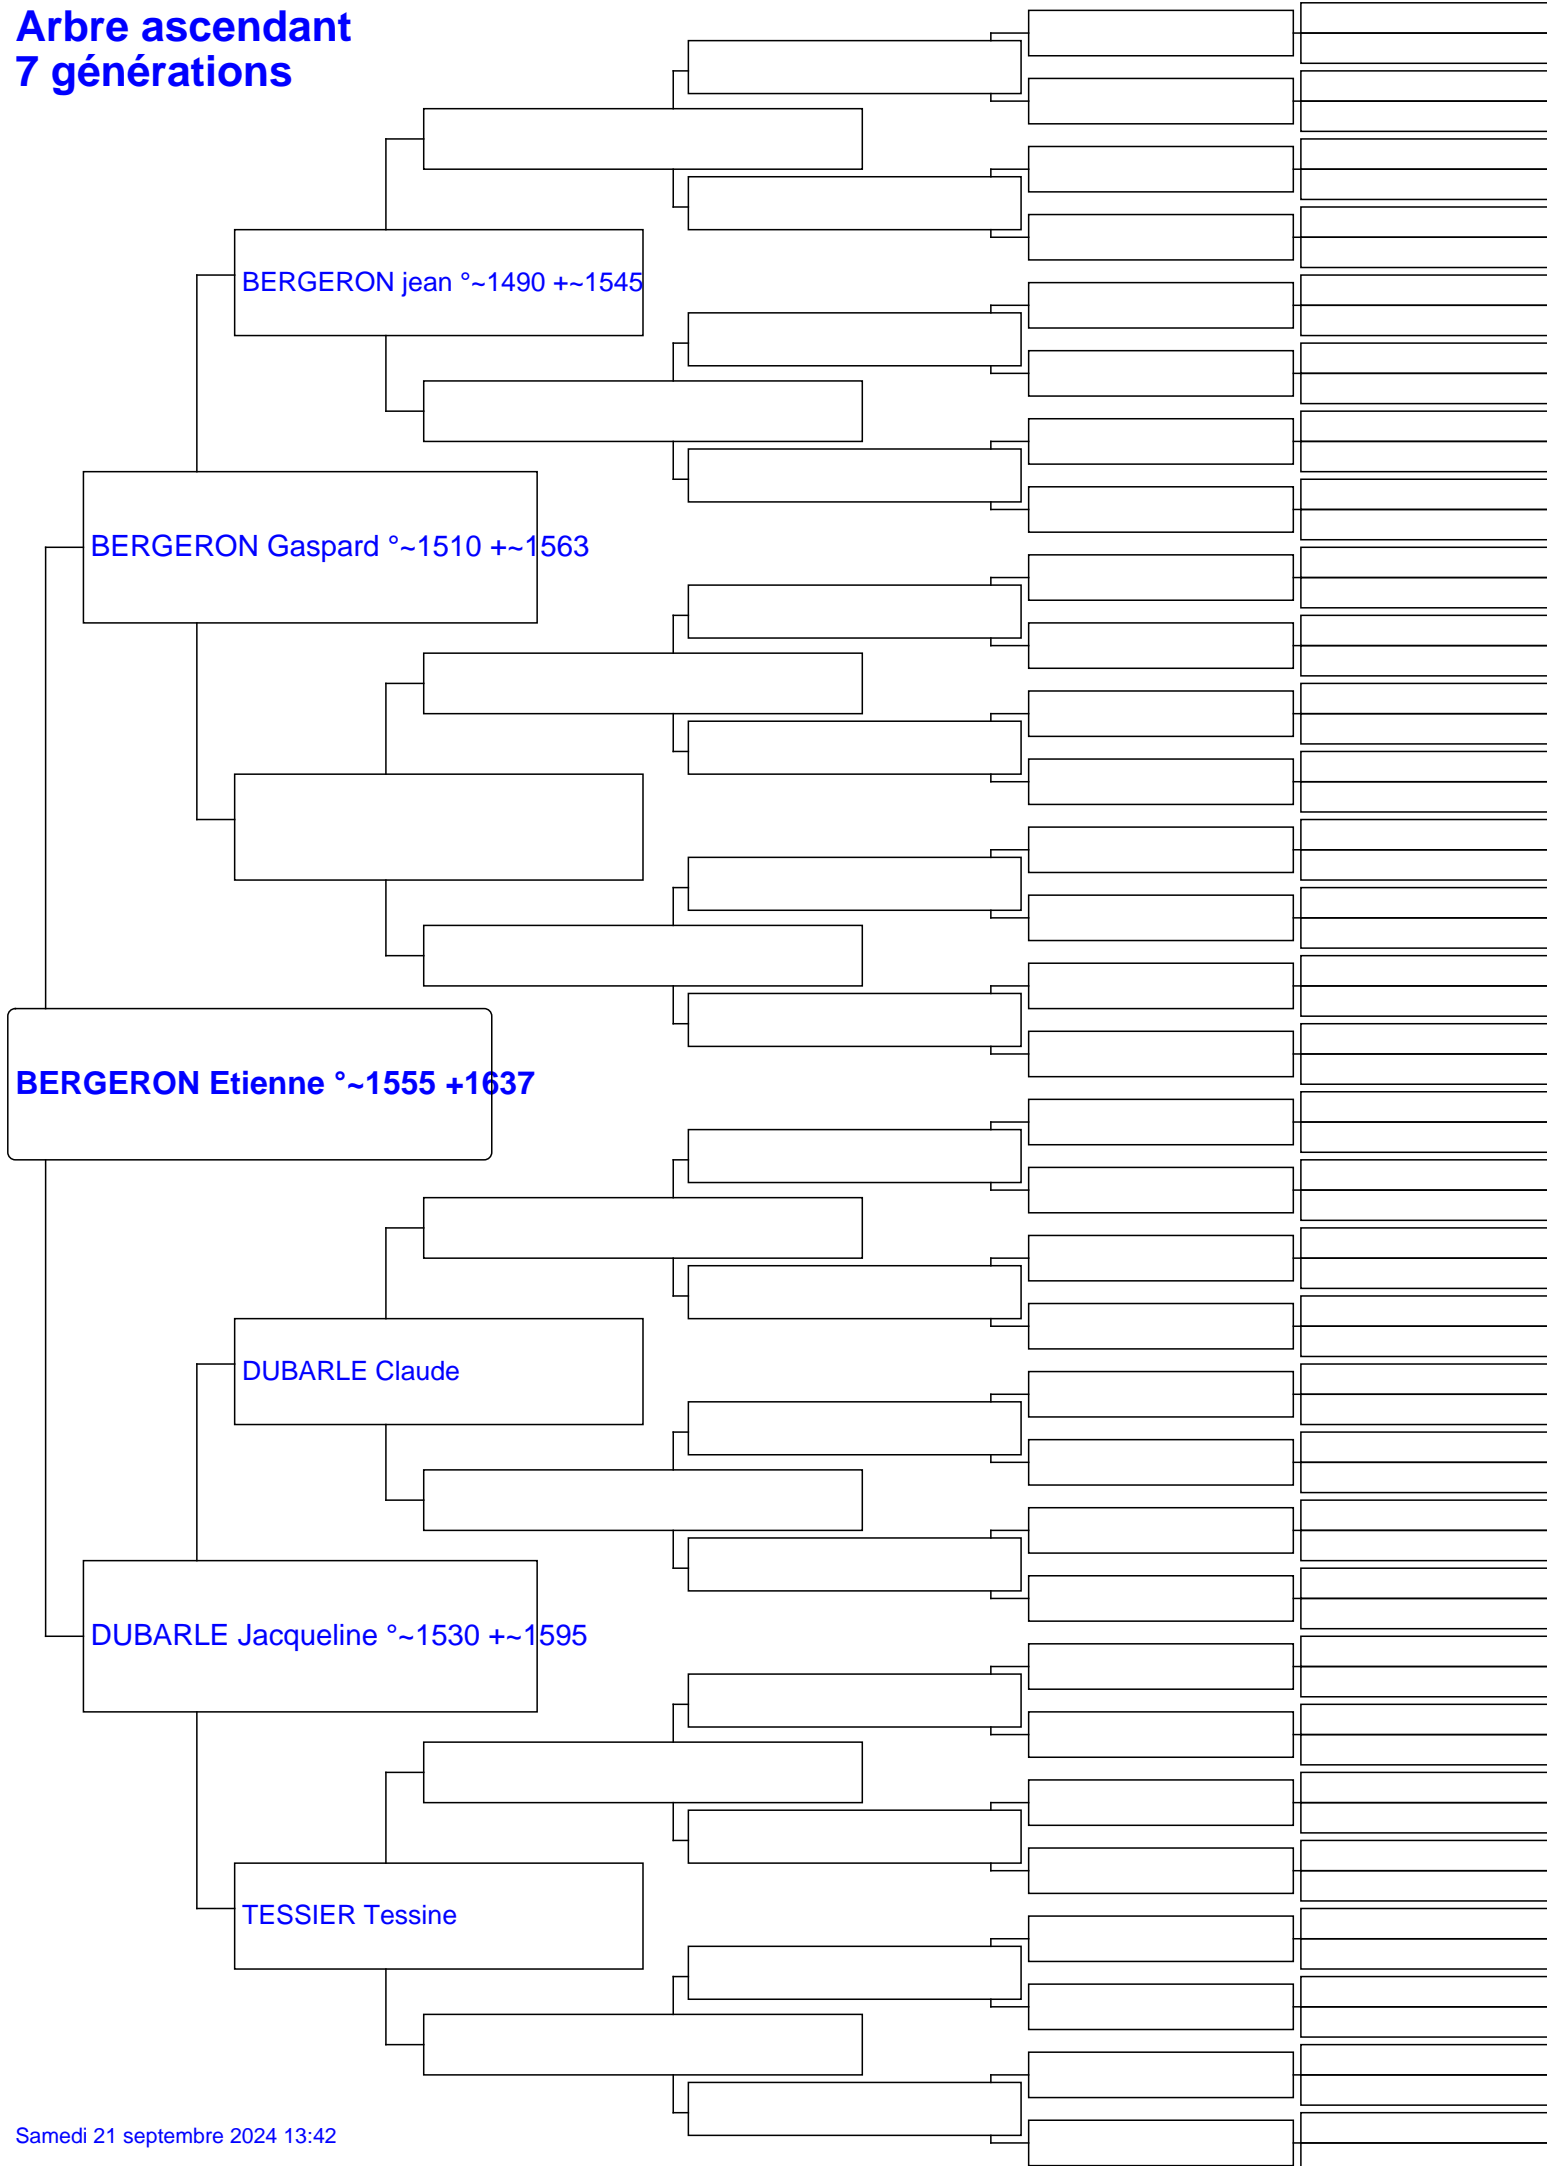 Arbre ascendant
7 générations
BERGERON jean °~1490 +~1545
BERGERON Gaspard °~1510 +~1563
BERGERON Etienne °~1555 +1637
DUBARLE Claude
DUBARLE Jacqueline °~1530 +~1595
TESSIER Tessine
Samedi 21 septembre 2024 13:42